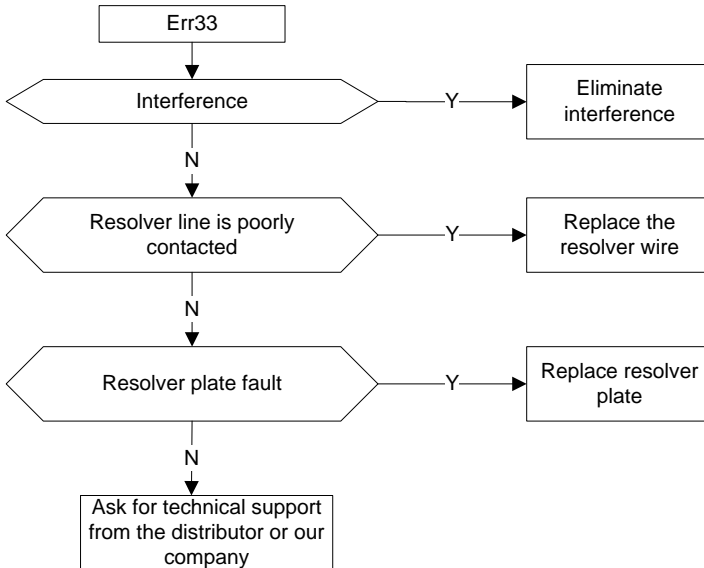 Err33
Interference
Y
Eliminate
interference
N
Resolver line is poorly
contacted
Y
Replace the
resolver wire
N
Resolver plate fault
Y
Replace resolver
plate
N
Ask for technical support
from the distributor or our
company